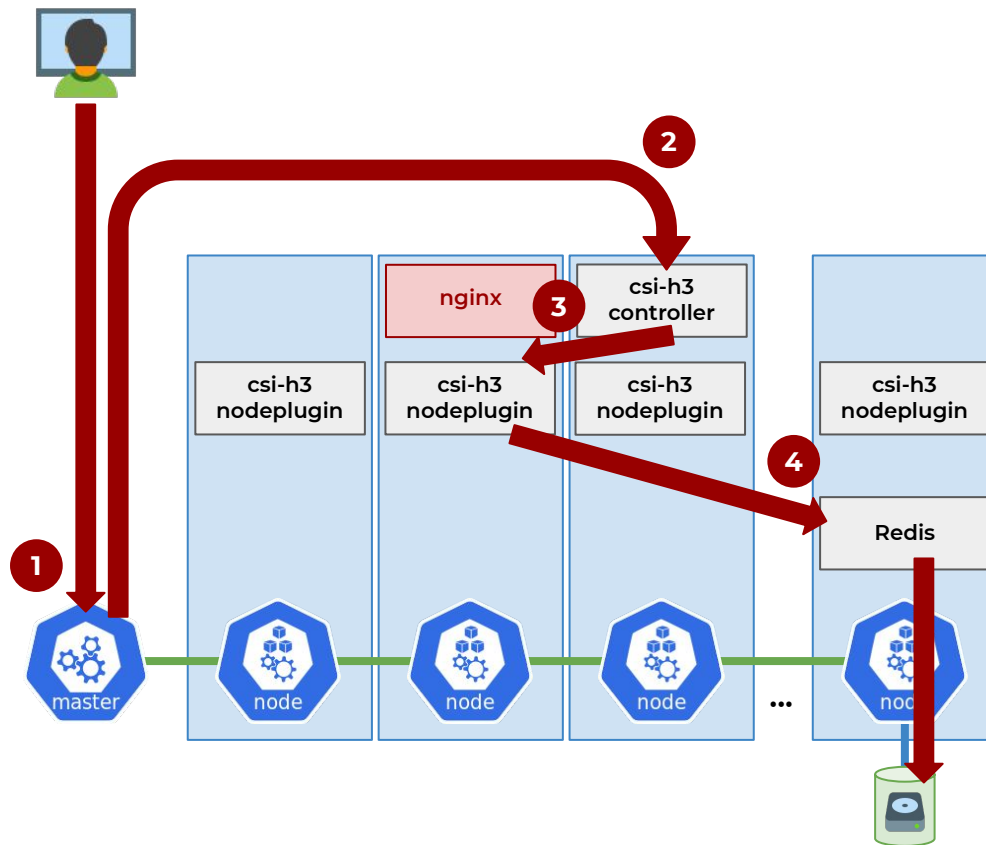 2
nginx
3
csi-h3
controller
csi-h3
nodeplugin
csi-h3
nodeplugin
csi-h3
nodeplugin
csi-h3
nodeplugin
4
Redis
1
master
node
node
node
...